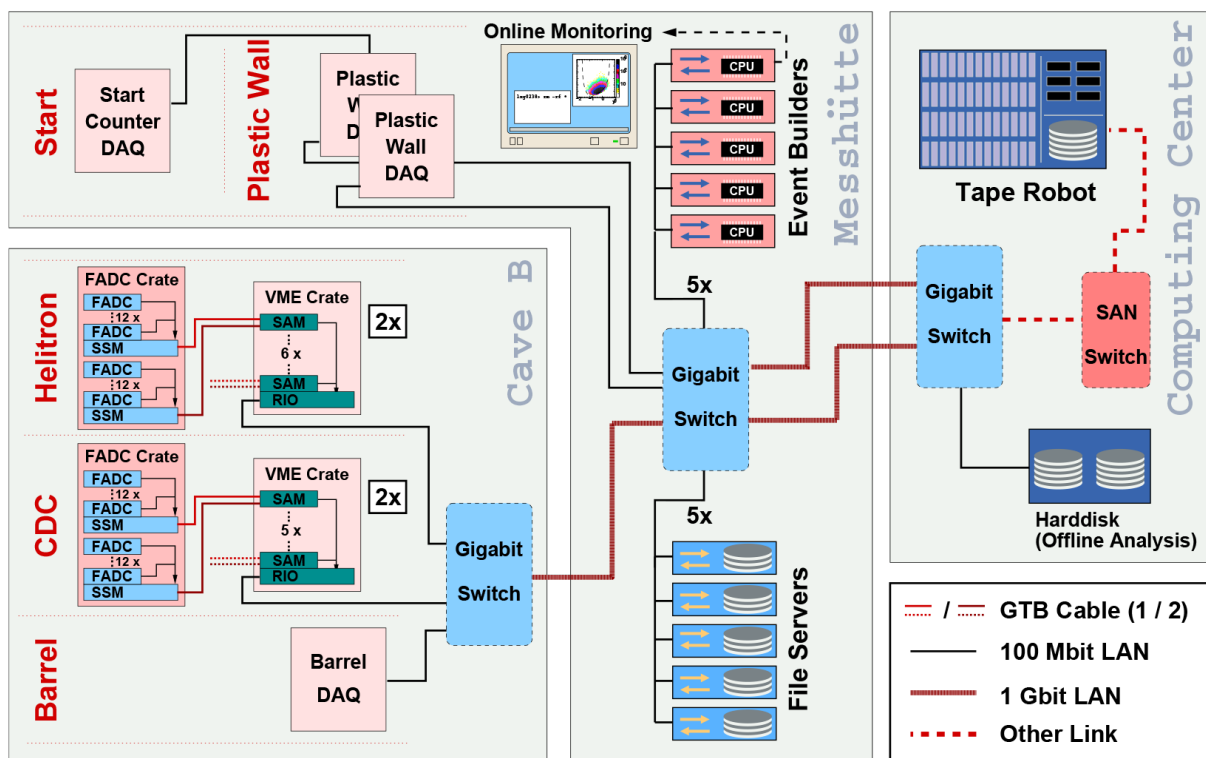 Start
Start
Counter
DAQ
Plastic Wall
Plastic
W
D
Plastic
Wall
DAQ
Online Monitoring
CPU
CPU
CPU
CPU
CPU
Event Builders
Messhütte
5x
Tape Robot
Computing Center
Gigabit
Switch
SAN
Switch
Harddisk
(Offline Analysis)
Gigabit
Switch
5x
File Servers
Cave B
Helitron
FADC Crate
FADC
12 x
FADC
SSM
FADC
12 x
FADC
SSM
VME Crate
SAM
6 x
SAM
RIO
2x
CDC
FADC Crate
FADC
12 x
FADC
SSM
FADC
12 x
FADC
SSM
VME Crate
SAM
5 x
SAM
RIO
2x
Gigabit
Switch
Barrel
Barrel
DAQ
/ GTB Cable (1 / 2)
100 Mbit LAN
1 Gbit LAN
Other Link